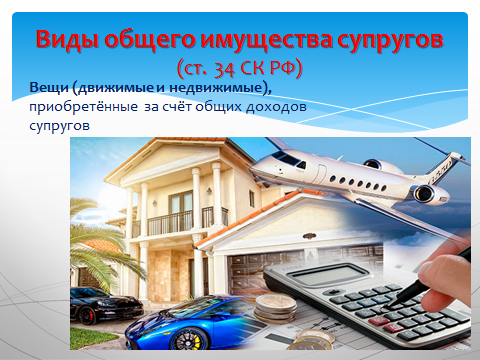 Виды общего имущества супругов
(ст. 34 СК РФ)
Вещи (движимые и недвижимые),
приобретённые за счёт общих доходов
супругов